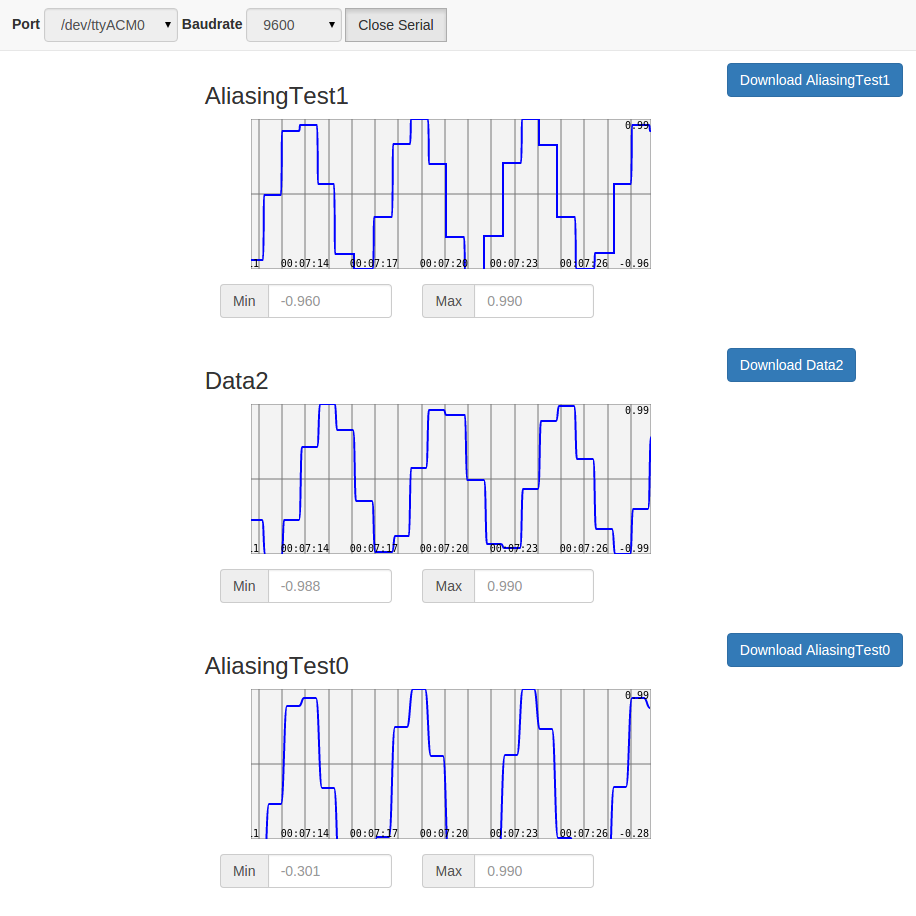 Port /dev/ttyACM0 Baudrate 9600 Close Serial
Download AliasingTest1
AliasingTest1
0.99
.1 00:07:14 00:07:17 00:07:20 00:07:23 00:07:26 -0.96
Min -0.960 Max 0.990
Download Data2
Data2
0.99
.1 00:07:14 00:07:17 00:07:20 00:07:23 00:07:26 -0.99
Min -0.988 Max 0.990
Download AliasingTest0
AliasingTest0
0.99
.1 00:07:14 00:07:17 00:07:20 00:07:23 00:07:26 -0.28
Min -0.301 Max 0.990